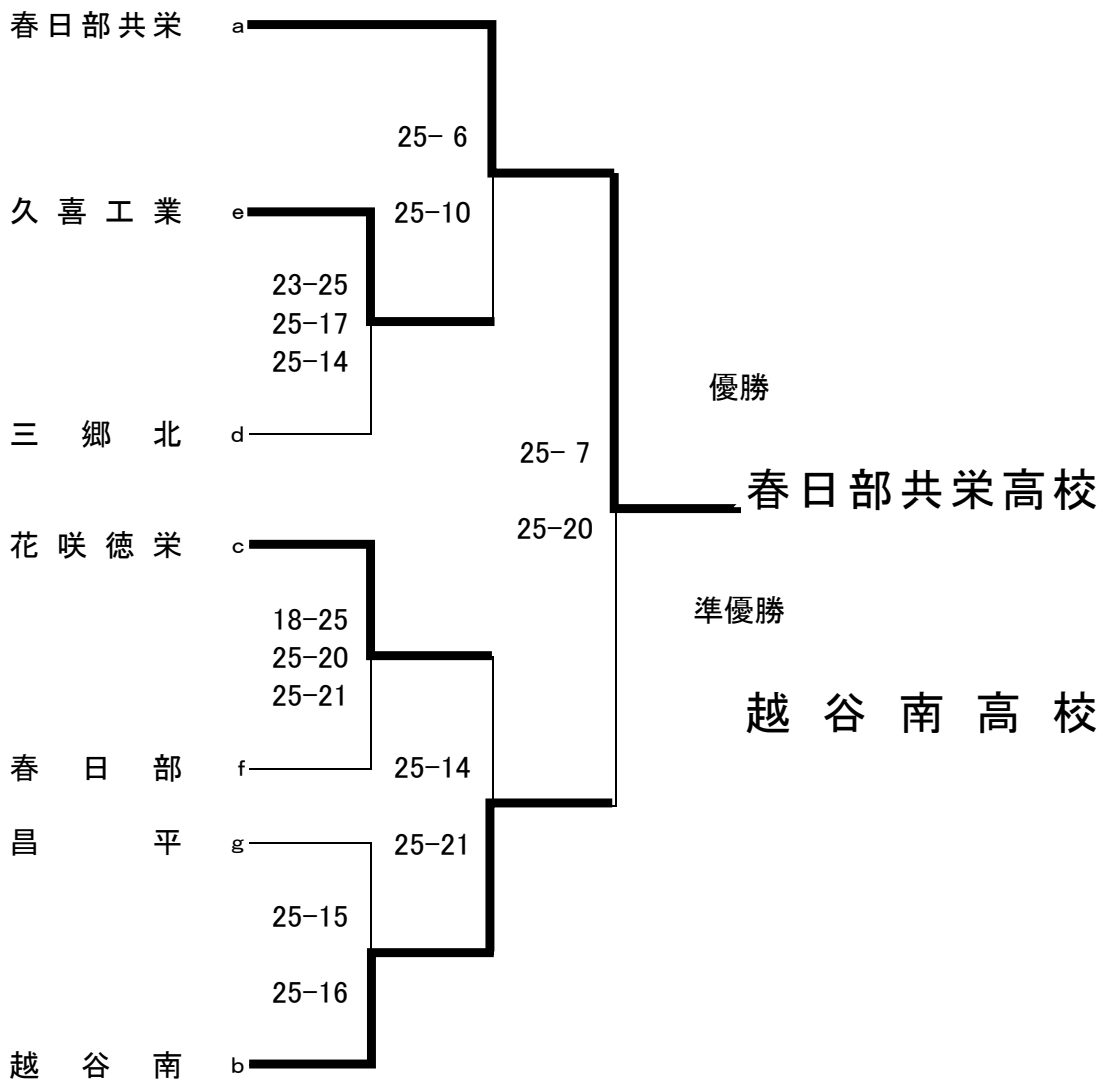 春日部共栄 a
25- 6
久喜工業 e
25-10
23-25
25-17
25-14
優勝
三郷北 d
25- 7
春日部共栄高校
25-20
花咲徳栄 c
準優勝
18-25
25-20
25-21
越谷南高校
春日部 f
25-14
昌平 g
25-21
25-15
25-16
越谷南 b